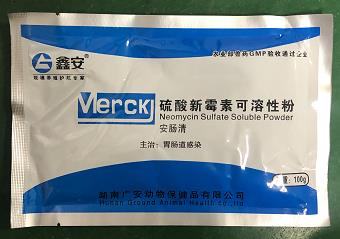 农业部兽药GMP验收通过企业
鑫安
Merck
硫酸新霉素可溶性粉
Neomycin Sulfate Soluble Powder
安肠清
主治：胃肠道感染
量：100g
湖南广安动物保健品有限公司
Hunan Ground Animal Health co.,ltd